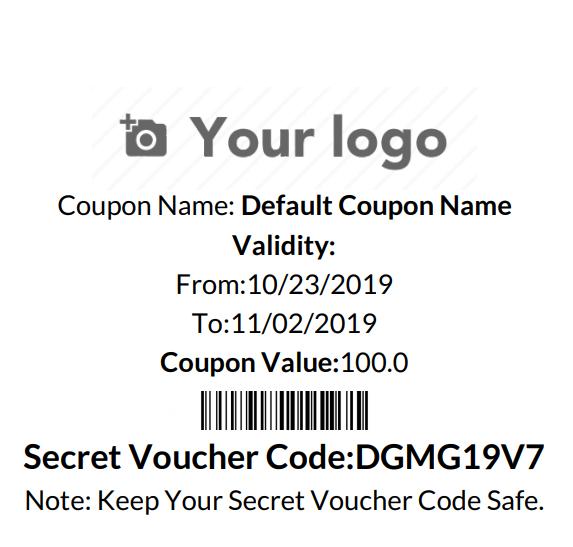 Your logo
Coupon Name: Default Coupon Name
Validity:
From:10/23/2019
To:11/02/2019
Coupon Value:100.0
Secret Voucher Code:DGMG19V7
Note: Keep Your Secret Voucher Code Safe.